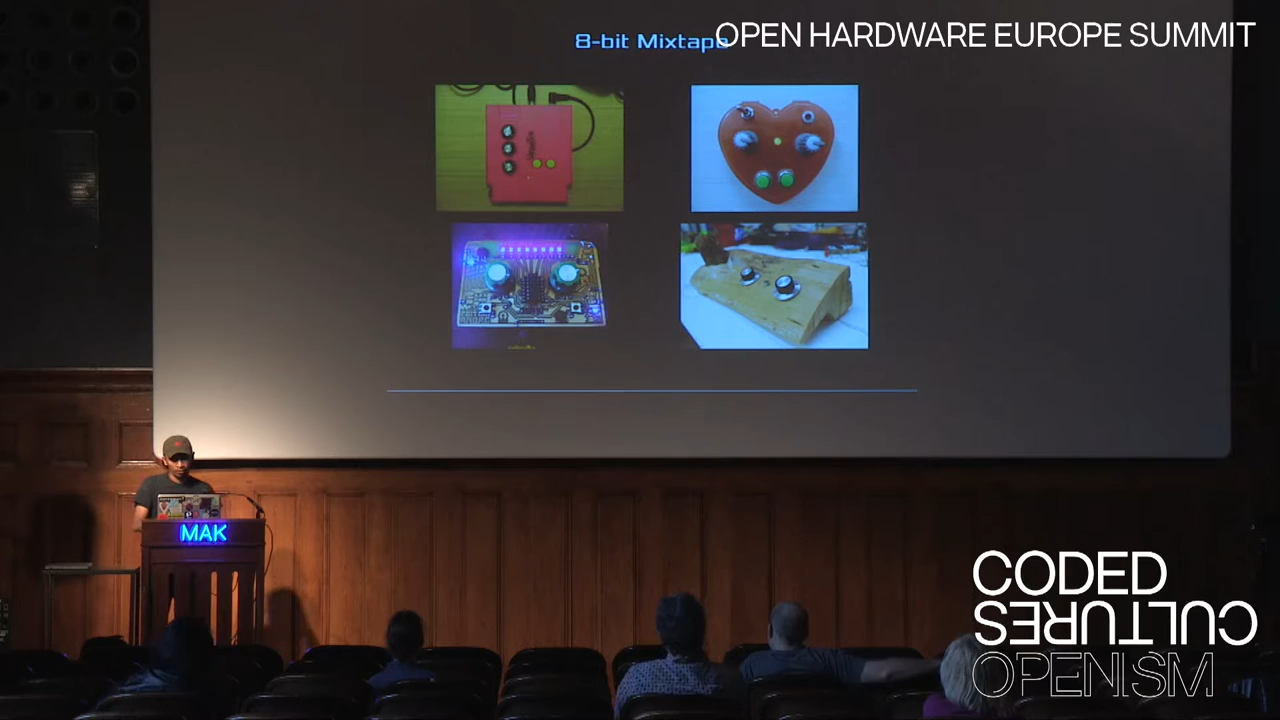 8-bit Mixtape
OPEN HARDWARE EUROPE SUMMIT
MAK
CODED
CULTURES
OPENISM